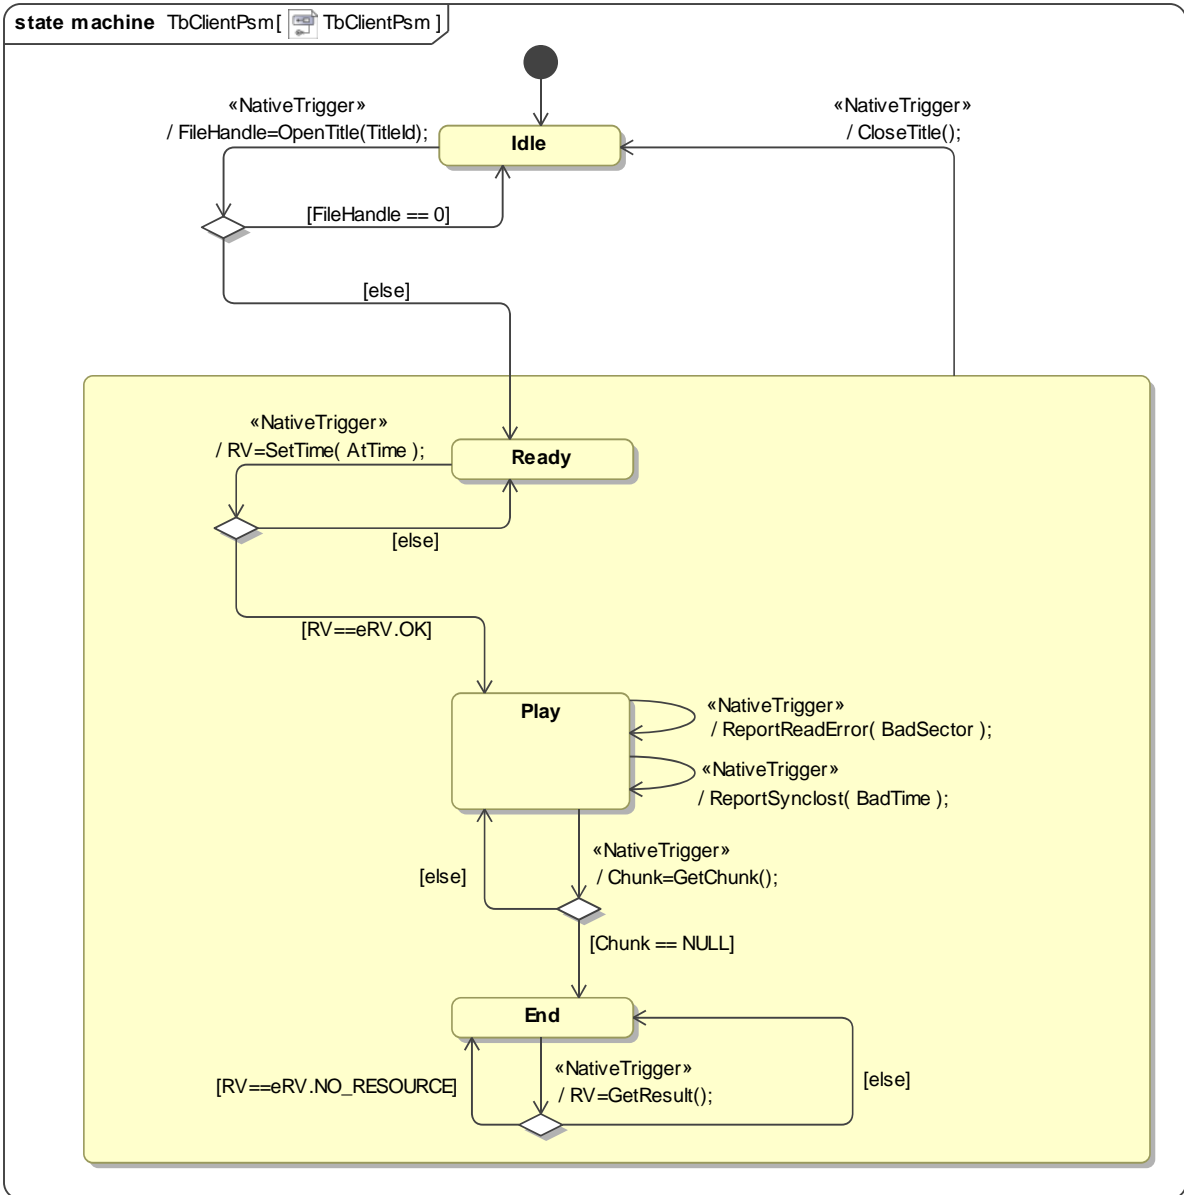 state machine TbClientPsm[ TbClientPsm ]
«NativeTrigger»
/ FileHandle=OpenTitle(TitleId);
«NativeTrigger»
/ CloseTitle();
Idle
[FileHandle == 0]
[else]
«NativeTrigger»
/ RV=SetTime( AtTime );
Ready
[else]
[RV==eRV.OK]
Play
«NativeTrigger»
/ ReportReadError( BadSector );
«NativeTrigger»
/ ReportSynclost( BadTime );
«NativeTrigger»
/ Chunk=GetChunk();
[else]
[Chunk == NULL]
End
«NativeTrigger»
/ RV=GetResult();
[RV==eRV.NO_RESOURCE]
[else]